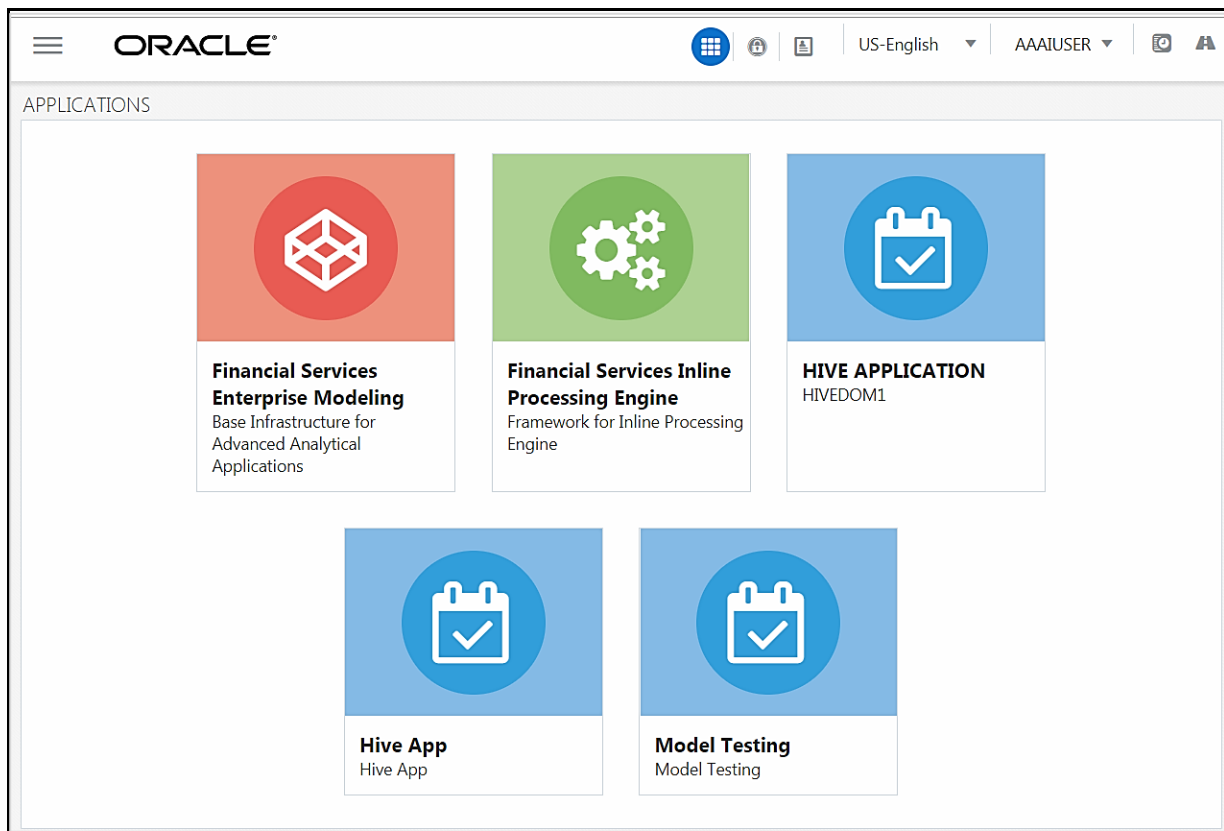 ORACLE®
US-English
AAAIUSER
APPLICATIONS
Financial Services
Enterprise Modeling
Base Infrastructure for
Advanced Analytical
Applications
Financial Services Inline
Processing Engine
Framework for Inline Processing
Engine
HIVE APPLICATION
HIVEDOM1
Hive App
Hive App
Model Testing
Model Testing